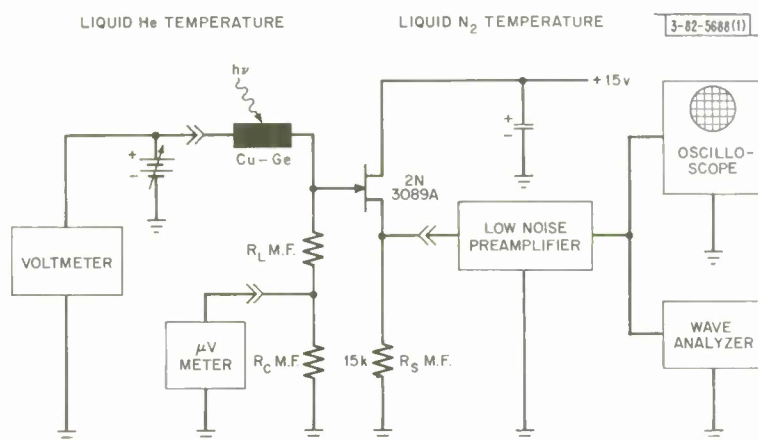 LIQUID He TEMPERATURE
LIQUID N2 TEMPERATURE
3-82-5688(1)
hν
+15v
+
-
Cu-Ge
+
-
2N
3089A
OSCILLO-
SCOPE
VOLTMETER
RL M.F.
LOW NOISE
PREAMPLIFIER
μV
METER
RC M.F.
15k
RS M.F.
WAVE
ANALYZER